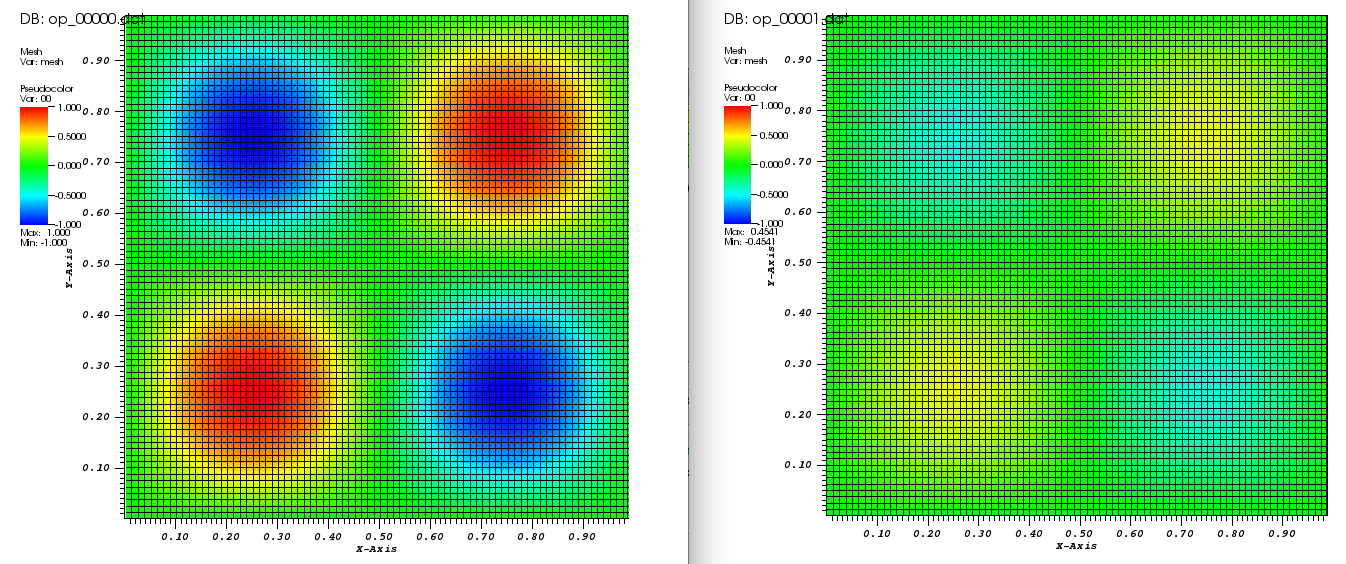 DB: op_00000.dat
Mesh
Var: mesh
Pseudocolor
Var: 00
1.000
0.5000
0.000
-0.5000
-1.000
Max: 1.000
Min: -1.000
Y-Axis
0.90
0.80
0.70
0.60
0.50
0.40
0.30
0.20
0.10
0.10 0.20 0.30 0.40 0.50 0.60 0.70 0.80 0.90
X-Axis
DB: op_00001.dat
Mesh
Var: mesh
Pseudocolor
Var: 00
1.000
0.5000
0.000
-0.5000
-1.000
Max: 0.4541
Min: -0.4541
Y-Axis
0.90
0.80
0.70
0.60
0.50
0.40
0.30
0.20
0.10
0.10 0.20 0.30 0.40 0.50 0.60 0.70 0.80 0.90
X-Axis